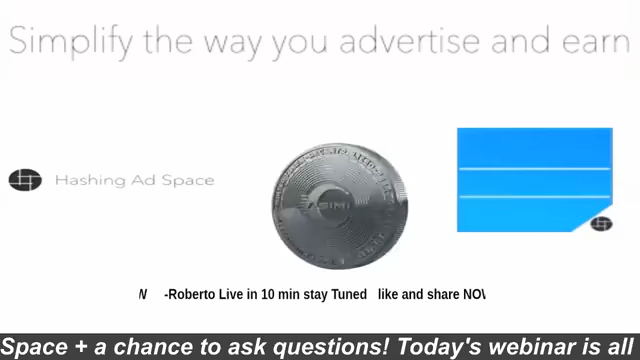 Simplify the way you advertise and earn
Hashing Ad Space
ASIMI
-Roberto Live in 10 min stay Tuned like and share
Space + a chance to ask questions! Today's webinar is all